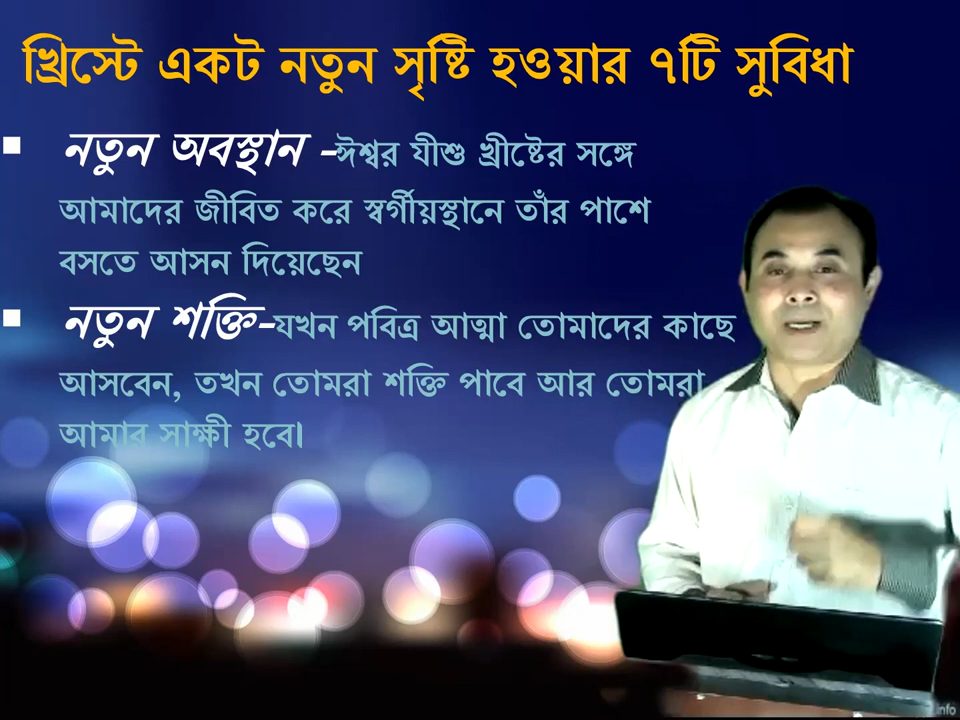 খ্রিস্টে একট নতুন সৃষ্টি হওয়ার ৭টি সুবিধা
▪ নতুন অবস্থান -ঈশ্বর যীশু খ্রীষ্টের সঙ্গে
আমাদের জীবিত করে স্বর্গীয়স্থানে তাঁর পাশে
বসতে আসন দিয়েছেন
▪ নতুন শক্তি-যখন পবিত্র আত্মা তোমাদের কাছে
আসবেন, তখন তোমরা শক্তি পাবে আর তোমরা
আমার সাক্ষী হবে।
info